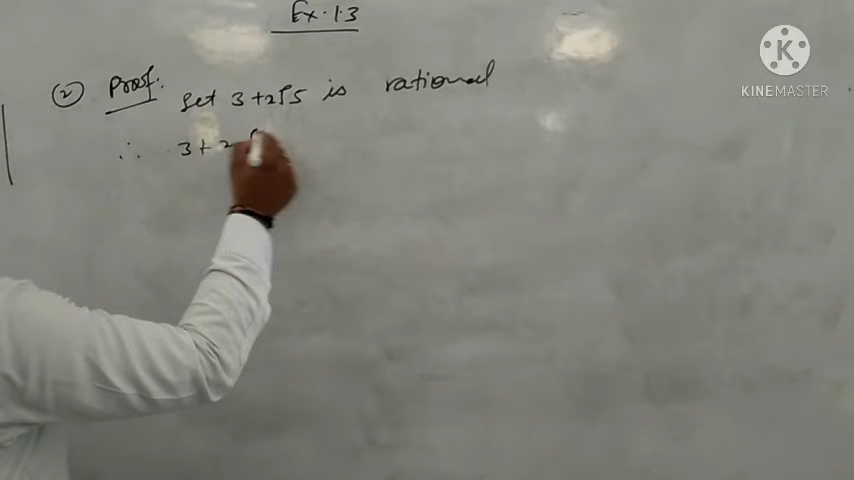 Ex. 1.3
② Proof: Let 3+2√5 is rational
∴ 3+2√
K
KINEMASTER